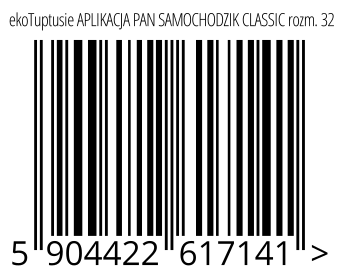 ekoTuptusie APLIKACJA PAN SAMOCHODZIK CLASSIC rozm. 32
5 904422 617141 >